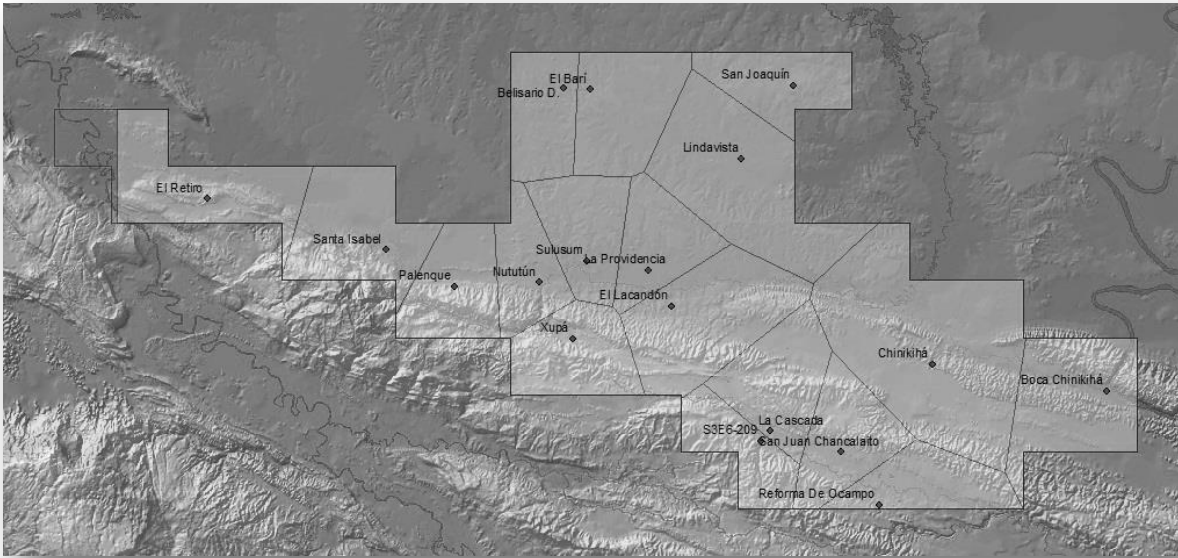 El Barí
San Joaquín
Belisario D.
Lindavista
El Retiro
Santa Isabel
Sulusum
La Providencia
Palenque
Nututún
El Lacandón
Xupá
Chinikihá
Boca Chinikihá
La Cascada
S3E6-209
San Juan Chancalaito
Reforma De Ocampo